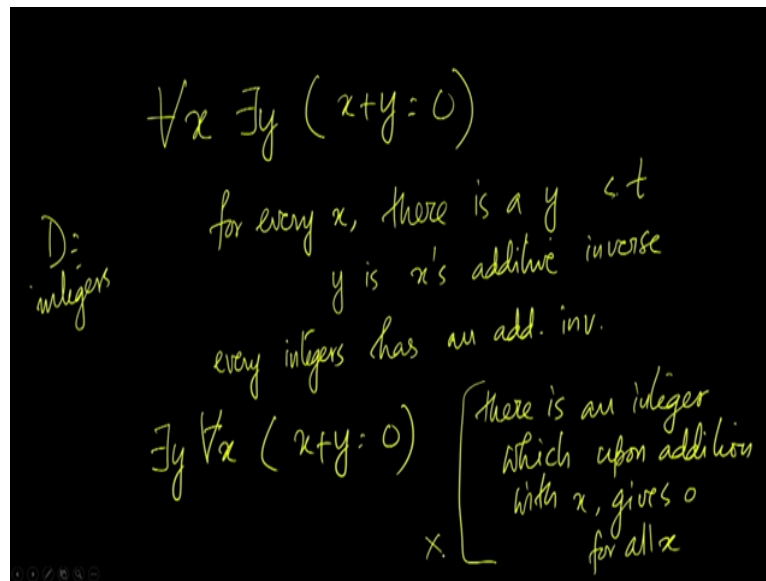 ∀x ∃y ( x+y = 0)
for every x, there is a y s t
y is x's additive inverse
D =
integers
every integers has an add. inv.
∃y ∀x ( x+y = 0)
there is an integer
which upon addition
with x, gives 0
for all x
×.